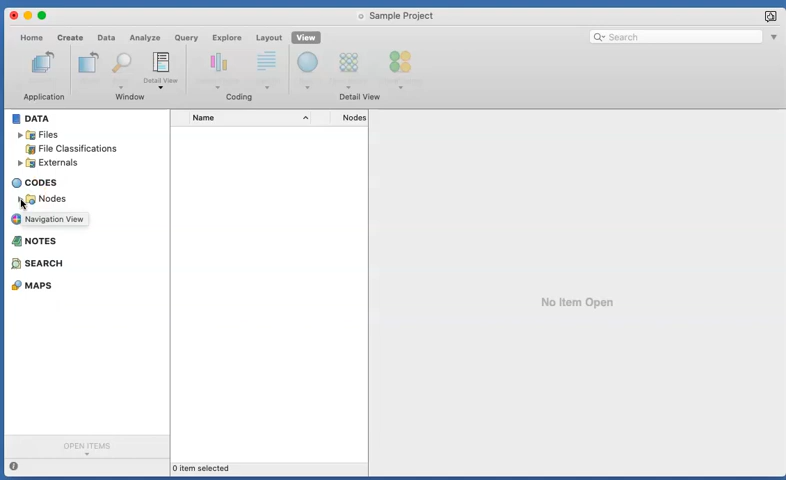 Sample Project
Home Create Data Analyze Query Explore Layout View
Search
Detail View
Application Window Coding Detail View
DATA
Files
File Classifications
Externals
CODES
Nodes
Navigation View
NOTES
SEARCH
MAPS
OPEN ITEMS
Name Nodes
No Item Open
0 item selected